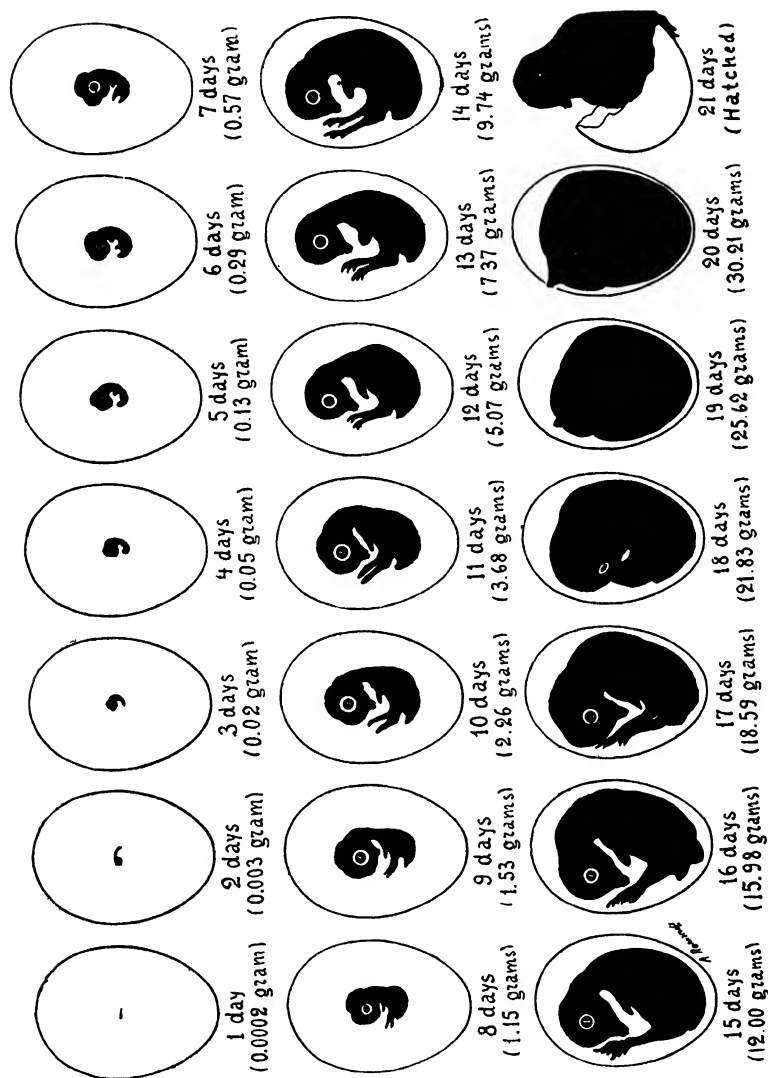 1 day
(0.0002 gram)
2 days
(0.003 gram)
3 days
(0.02 gram)
4 days
(0.05 gram)
5 days
(0.13 gram)
6 days
(0.29 gram)
7 days
(0.57 gram)
8 days
(1.15 grams)
9 days
(1.53 grams)
10 days
(2.26 grams)
11 days
(3.68 grams)
12 days
(5.07 grams)
13 days
(7 37 grams)
14 days
(9.74 grams)
15 days
(12.00 grams)
16 days
(15.98 grams)
17 days
(18.59 grams)
18 days
(21.83 grams)
19 days
(25.62 grams)
20 days
(30.21 grams)
21 days
(Hatched)